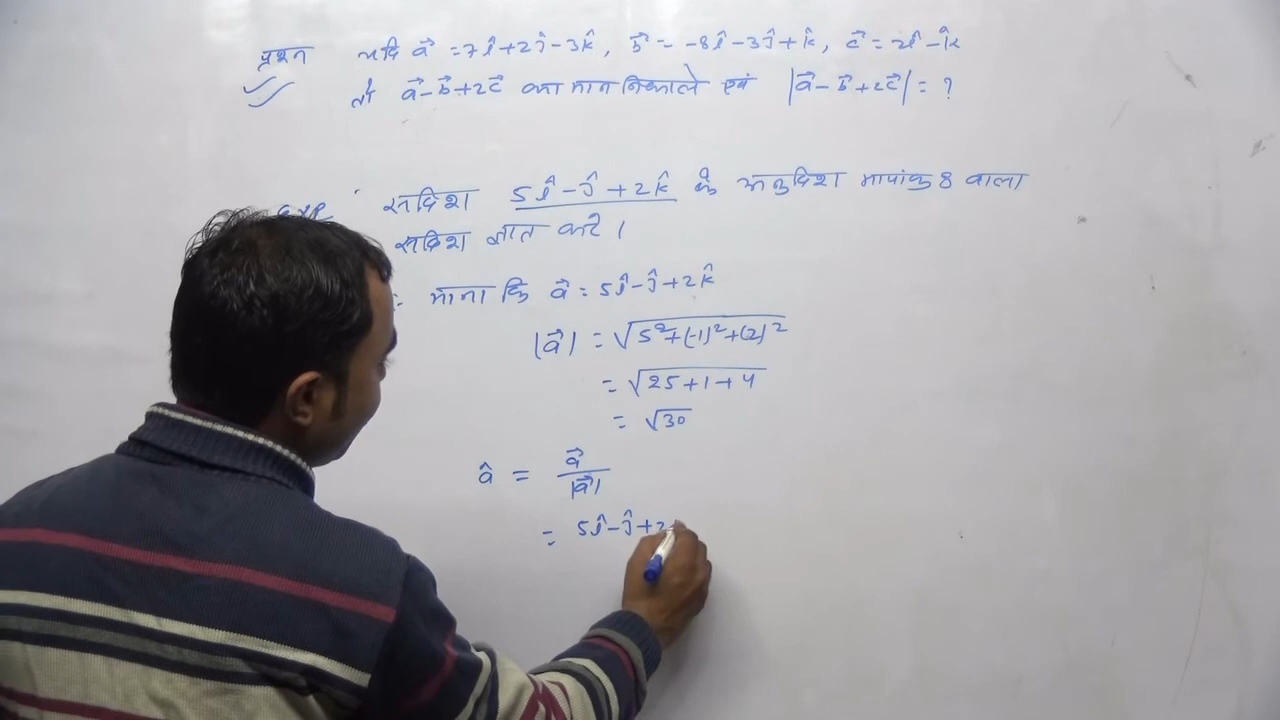 प्रश्न यदि a⃗ = 7î+2ĵ-3k̂, b⃗ = -8î-3ĵ+k̂, c⃗ = 2î-k̂
तो a⃗-b⃗+2c⃗ का मान निकाले एवं |a⃗-b⃗+2c⃗| = ?
सदिश 5î-ĵ+2k̂ के अनुदिश मापांक 8 वाला
सदिश ज्ञात करें।
माना कि a⃗ = 5î-ĵ+2k̂
|a⃗| = √5²+(-1)²+(2)²
= √25+1+4
= √30
â = a⃗/|a⃗|
= 5î-ĵ+2